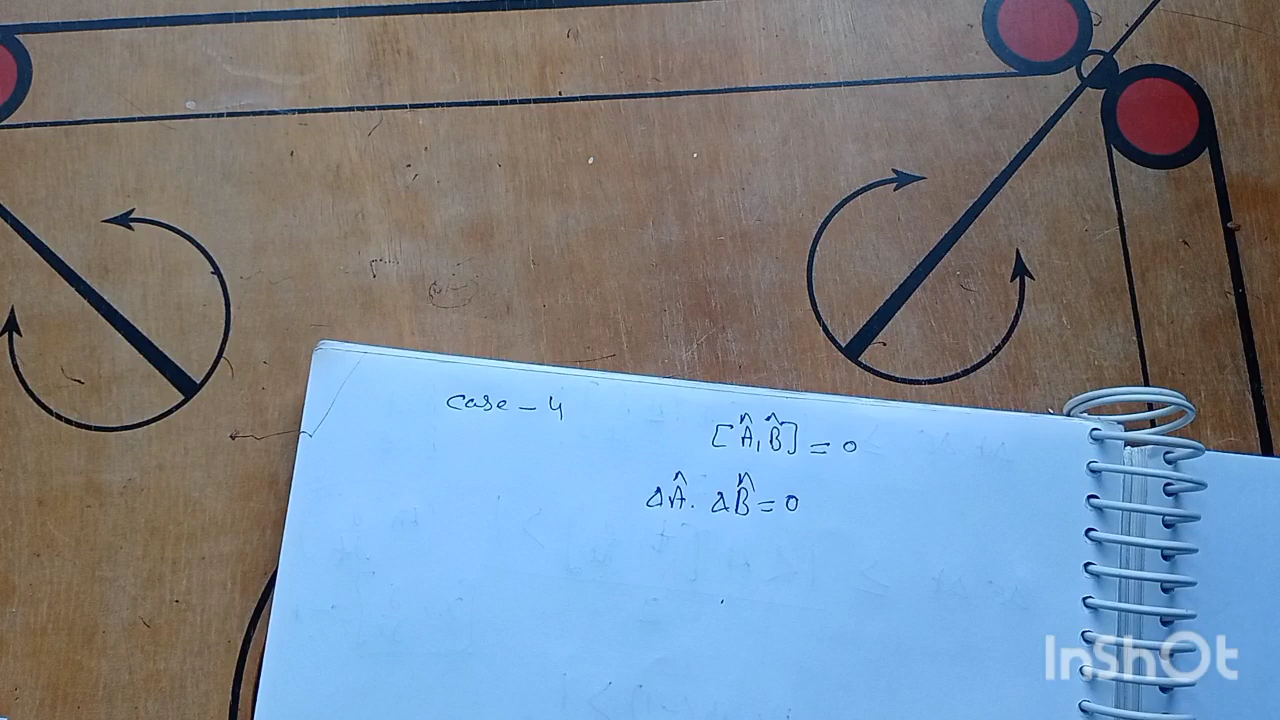 case - 4
[Â, B̂] = 0
ΔÂ. ΔB̂ = 0
InShOt